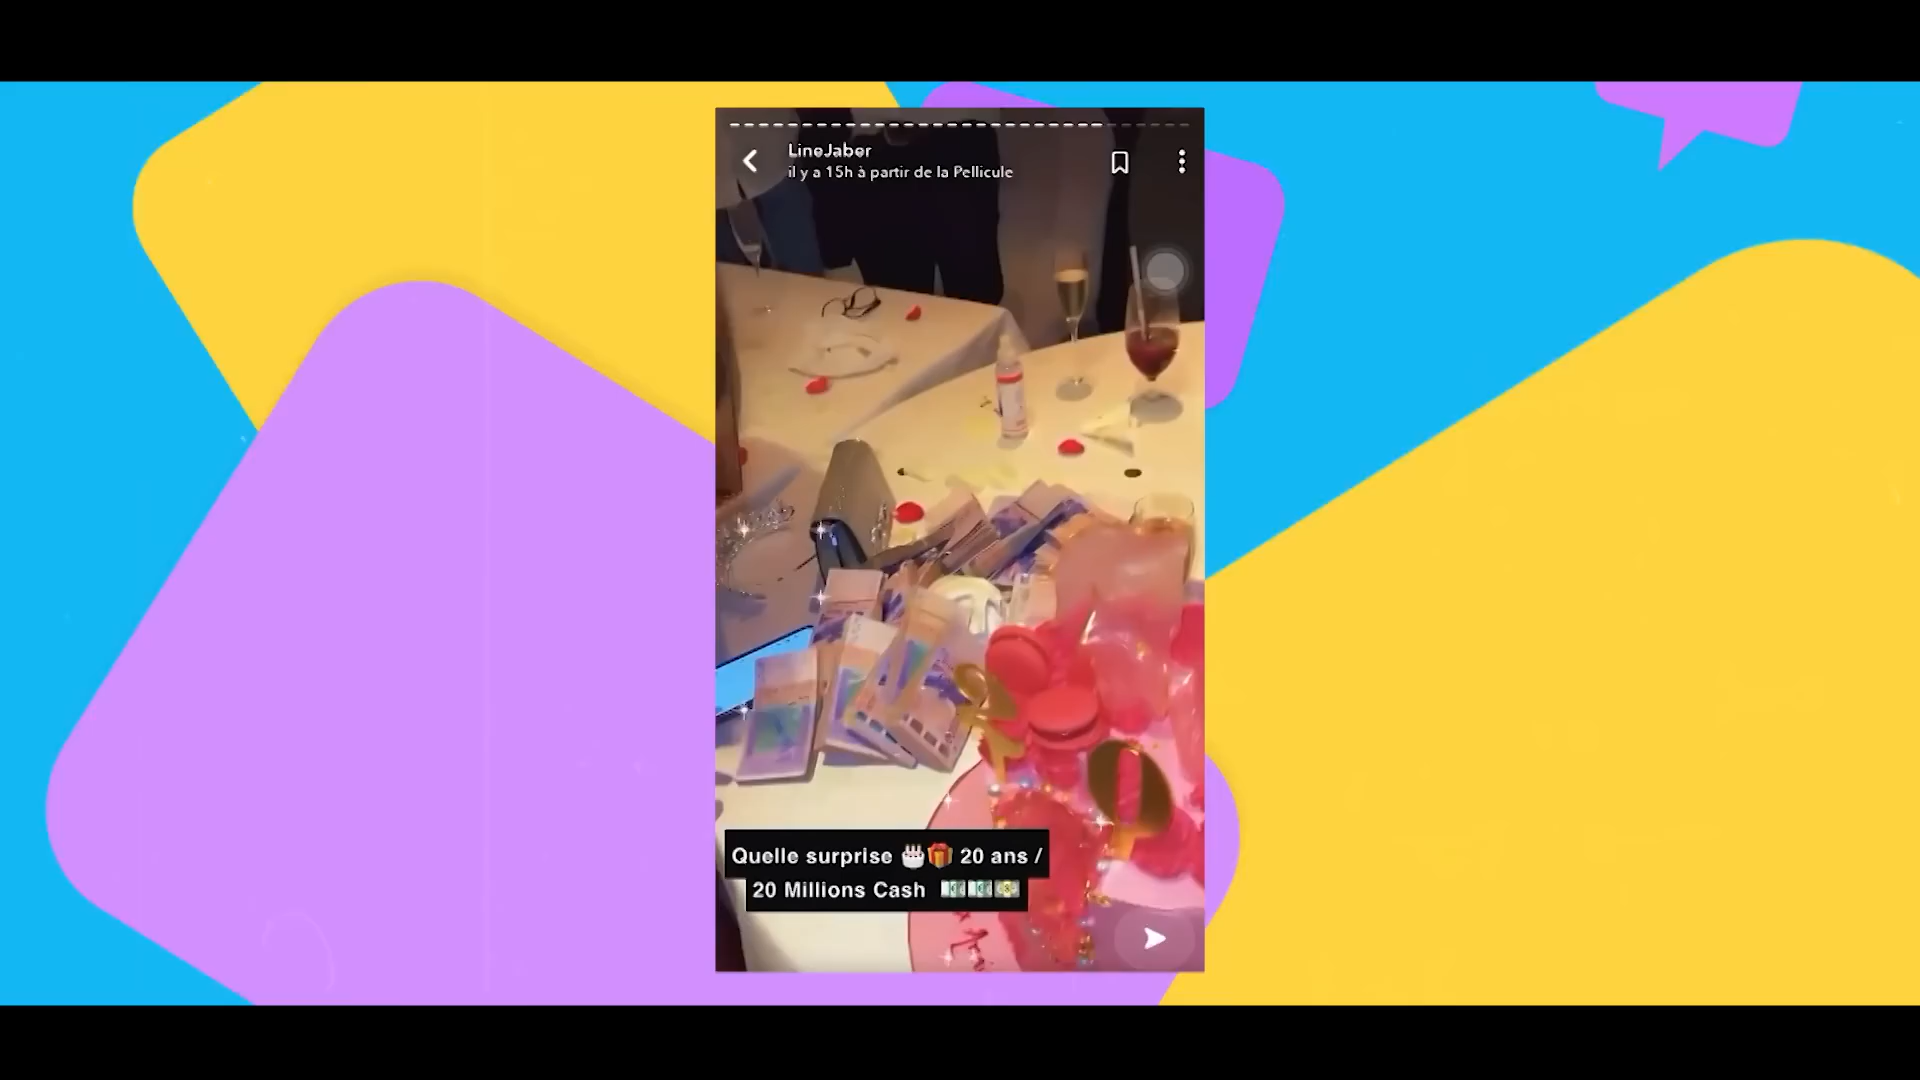 LineJaber
il y a 15h à partir de la Pellicule
Quelle surprise 🎂🎁 20 ans /
20 Millions Cash 💶💶💵